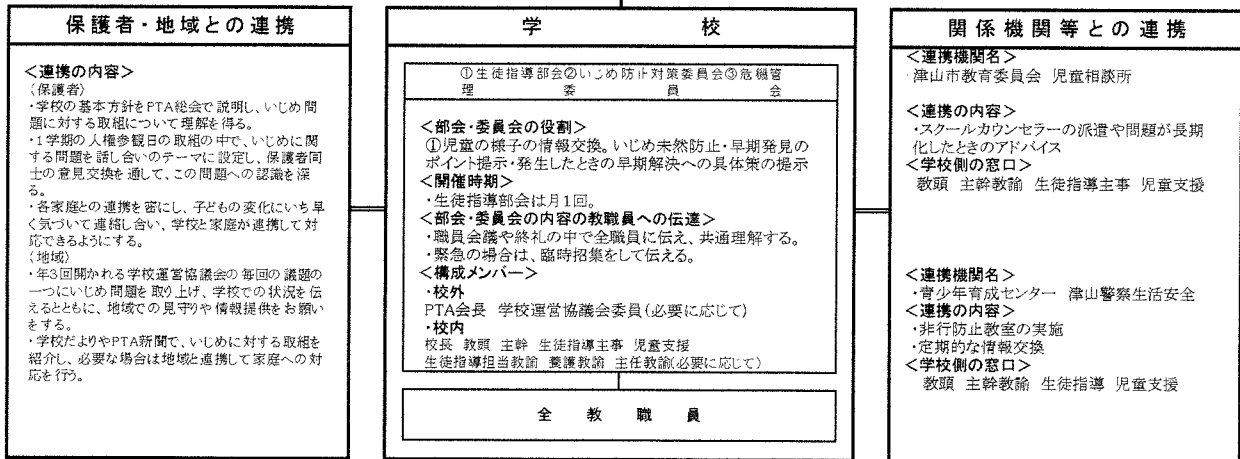 保護者・地域との連携
<連携の内容>
〈保護者〉
・学校の基本方針をPTA総会で説明し、いじめ問
題に対する取組について理解を得る。
・1学期の人権参観日の取組の中で、いじめに関
する問題を話し合いのテーマに設定し、保護者同
士の意見交換を通して、この問題への認識を深
る。
・各家庭との連携を密にし、子どもの変化にいち早
く気づいて連絡し合い、学校と家庭が連携して対
応できるようにする。
〈地域〉
・年3回開かれる学校運営協議会の毎回の議題の
一つにいじめ問題を取り上げ、学校での状況を伝
えるとともに、地域での見守りや情報提供をお願い
をする。
・学校だよりやPTA新聞で、いじめに対する取組を
紹介し、必要な場合は地域と連携して家庭への対
応を行う。
学校
①生徒指導部会②いじめ防止対策委員会③危機管
理委員会
<部会・委員会の役割>
①児童の様子の情報交換。いじめ未然防止・早期発見の
ポイント提示・発生したときの早期解決への具体策の提示
<開催時期>
・生徒指導部会は月1回。
<部会・委員会の内容の教職員への伝達>
・職員会議や終礼の中で全職員に伝え、共通理解する。
・緊急の場合は、臨時招集をして伝える。
<構成メンバー>
・校外
PTA会長 学校運営協議会委員(必要に応じて)
・校内
校長 教頭 主幹 生徒指導主事 児童支援
生徒指導担当教諭 養護教諭 主任教諭(必要に応じて)
全教職員
関係機関等との連携
<連携機関名>
・津山市教育委員会 児童相談所
<連携の内容>
・スクールカウンセラーの派遣や問題が長期
化したときのアドバイス
<学校側の窓口>
教頭 主幹教諭 生徒指導主事 児童支援
<連携機関名>
・青少年育成センター 津山警察生活安全
<連携の内容>
・非行防止教室の実施
・定期的な情報交換
<学校側の窓口>
教頭 主幹教諭 生徒指導 児童支援